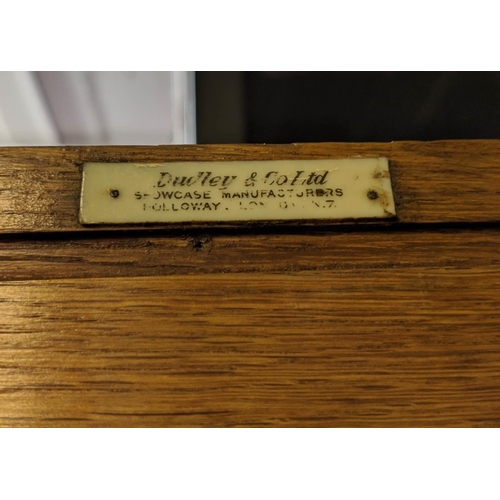 Dudley & Co Ltd
SHOWCASE MANUFACTURERS
HOLLOWAY, LONDON. N.7.